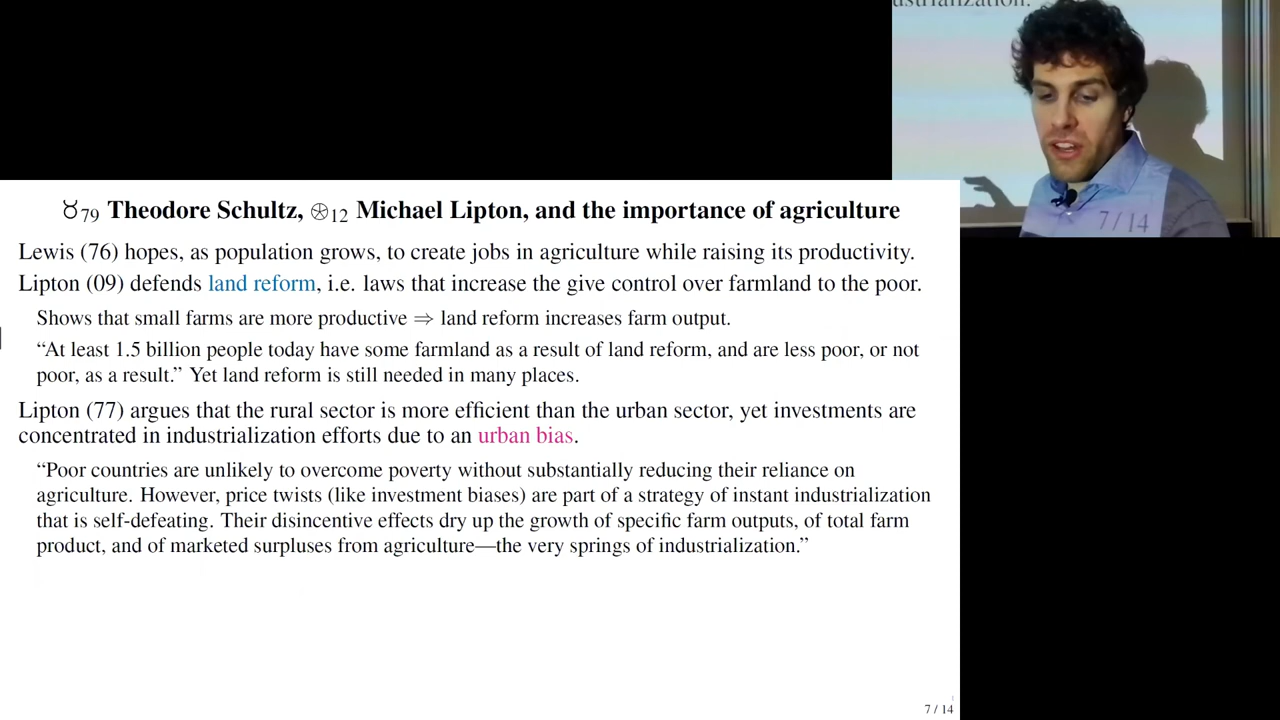 ustrialization.
7/14
♉79 Theodore Schultz, ⊛12 Michael Lipton, and the importance of agriculture
Lewis (76) hopes, as population grows, to create jobs in agriculture while raising its productivity.
Lipton (09) defends land reform, i.e. laws that increase the give control over farmland to the poor.
Shows that small farms are more productive ⇒ land reform increases farm output.
“At least 1.5 billion people today have some farmland as a result of land reform, and are less poor, or not
poor, as a result.” Yet land reform is still needed in many places.
Lipton (77) argues that the rural sector is more efficient than the urban sector, yet investments are
concentrated in industrialization efforts due to an urban bias.
“Poor countries are unlikely to overcome poverty without substantially reducing their reliance on
agriculture. However, price twists (like investment biases) are part of a strategy of instant industrialization
that is self-defeating. Their disincentive effects dry up the growth of specific farm outputs, of total farm
product, and of marketed surpluses from agriculture—the very springs of industrialization.”
7 / 14